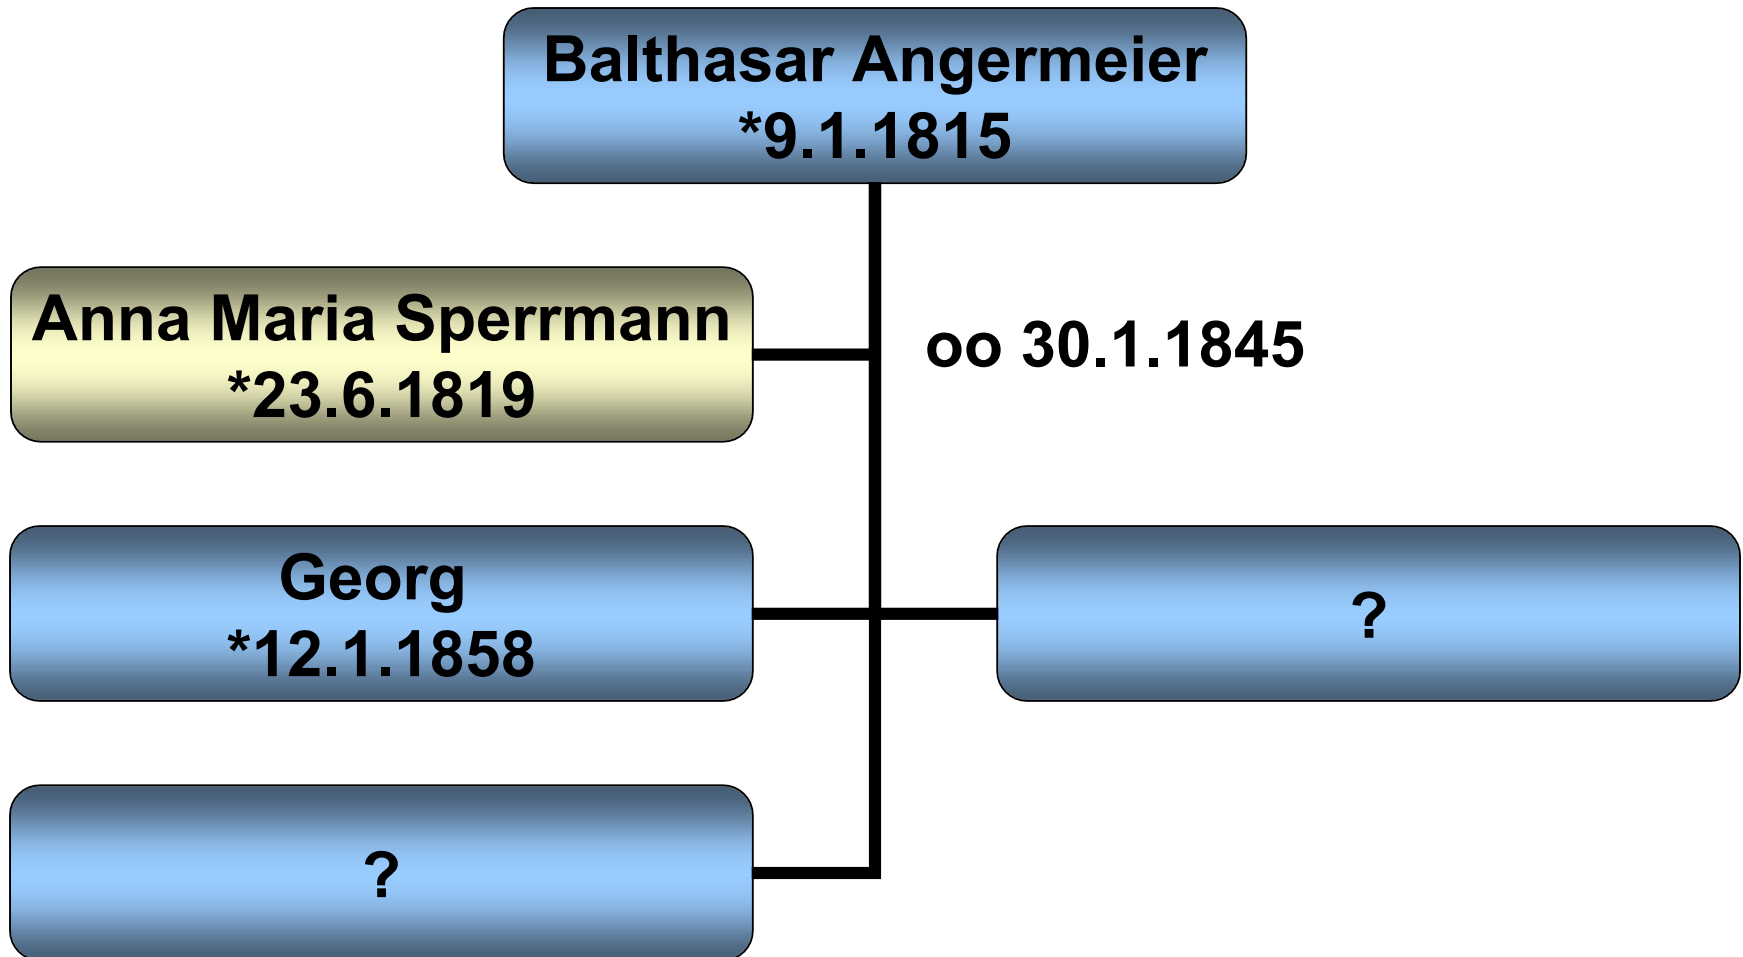 Balthasar Angermeier
*9.1.1815
Anna Maria Sperrmann
*23.6.1819
oo 30.1.1845
Georg
*12.1.1858
?
?